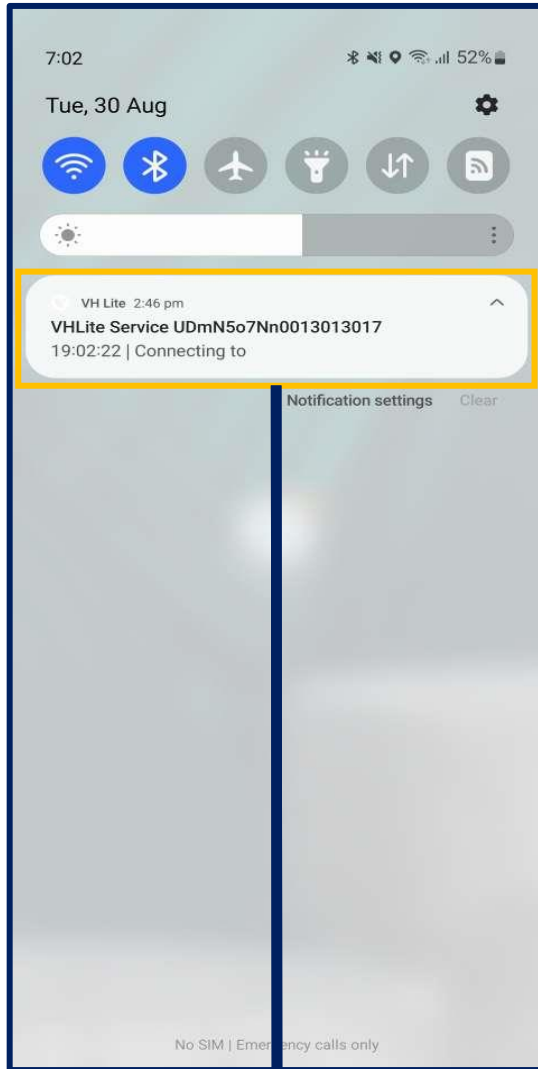 7:02 52%
Tue, 30 Aug
VH Lite 2:46 pm
VHLite Service UDmN5o7Nn0013013017
19:02:22 | Connecting to
Notification settings Clear
No SIM | Emergency calls only